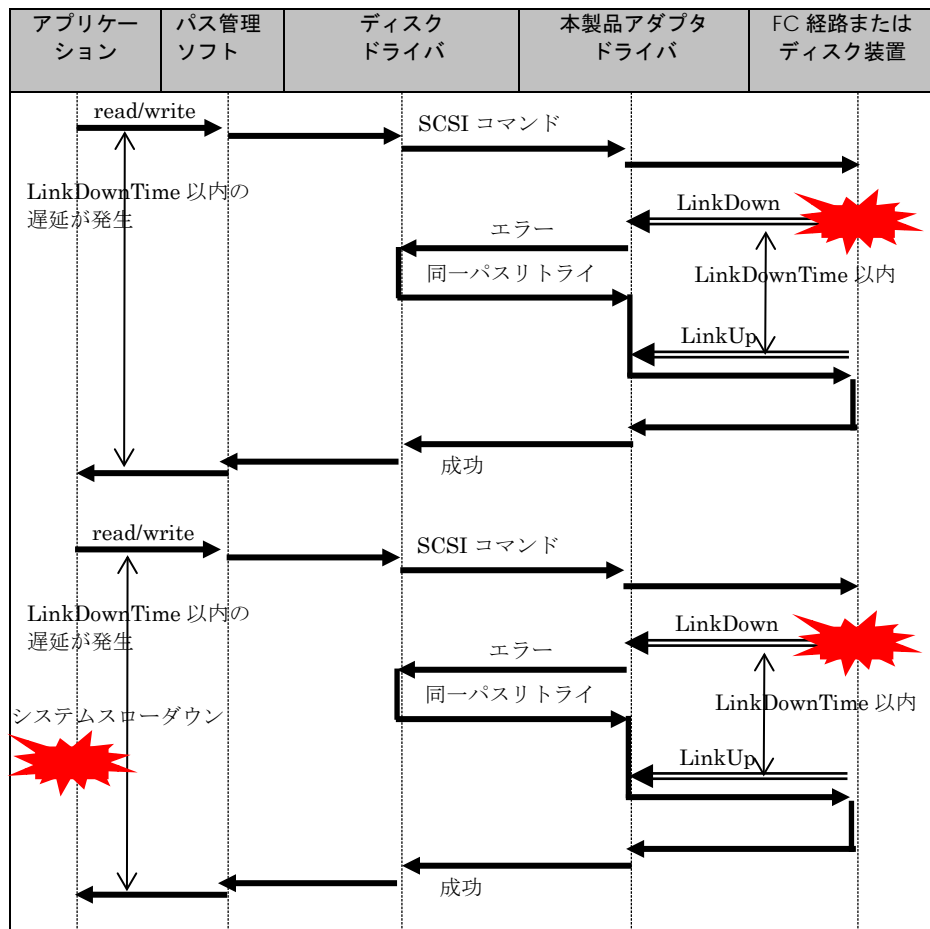 アプリケー
ション
パス管理
ソフト
ディスク
ドライバ
本製品アダプタ
ドライバ
FC 経路または
ディスク装置
read/write
SCSI コマンド
LinkDownTime 以内の
遅延が発生
LinkDown
エラー
同一パスリトライ
LinkDownTime 以内
LinkUp
成功
read/write
SCSI コマンド
LinkDownTime 以内の
遅延が発生
LinkDown
エラー
同一パスリトライ
LinkDownTime 以内
システムスローダウン
LinkUp
成功